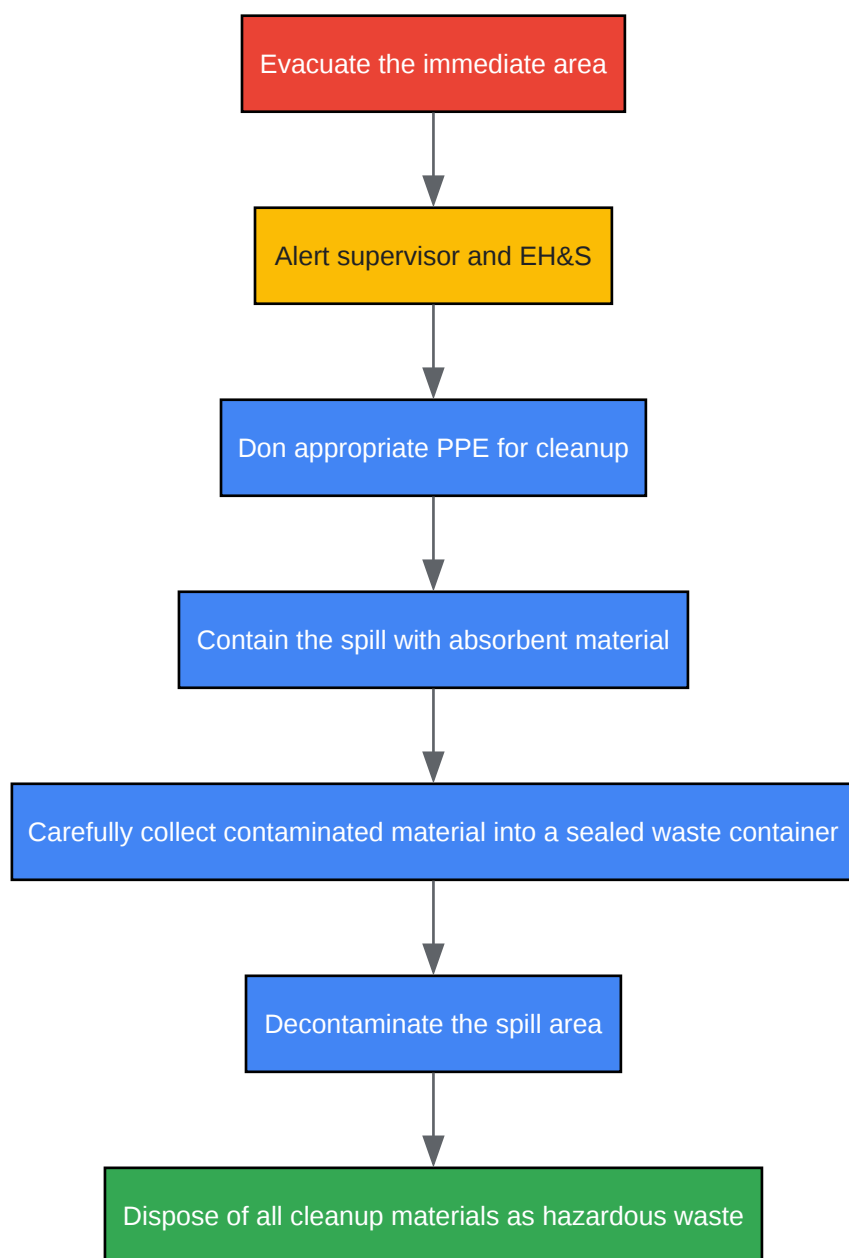 Evacuate the immediate area
Alert supervisor and EH&S
Don appropriate PPE for cleanup
Contain the spill with absorbent material
Carefully collect contaminated material into a sealed waste container
Decontaminate the spill area
Dispose of all cleanup materials as hazardous waste